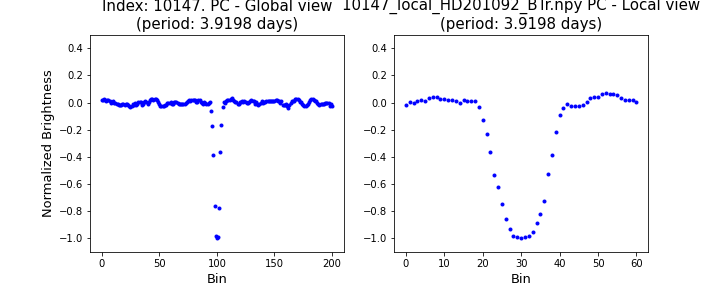 Index: 10147. PC - Global view
(period: 3.9198 days)
10147_local_HD201092_BTr.npy PC - Local view
(period: 3.9198 days)
Normalized Brightness
0.4
0.2
0.0
−0.2
−0.4
−0.6
−0.8
−1.0
0 50 100 150 200
Bin
0.4
0.2
0.0
−0.2
−0.4
−0.6
−0.8
−1.0
0 10 20 30 40 50 60
Bin